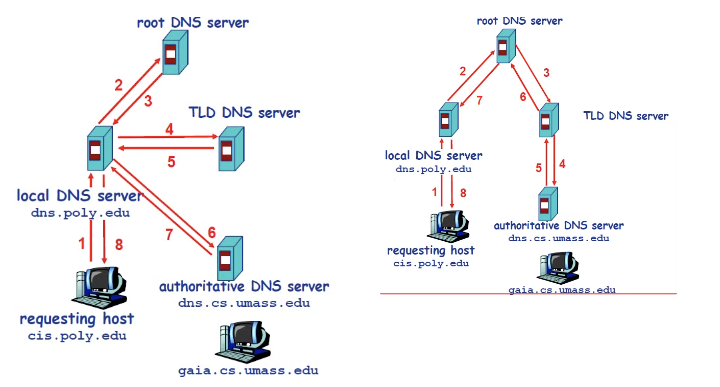 root DNS server
2
3
TLD DNS server
4
5
local DNS server
dns.poly.edu
6
7
1
8
authoritative DNS server
dns.cs.umass.edu
requesting host
cis.poly.edu
gaia.cs.umass.edu
root DNS server
2
3
7
6
TLD DNS server
local DNS server
dns.poly.edu
5
4
1
8
authoritative DNS server
dns.cs.umass.edu
requesting host
cis.poly.edu
gaia.cs.umass.edu